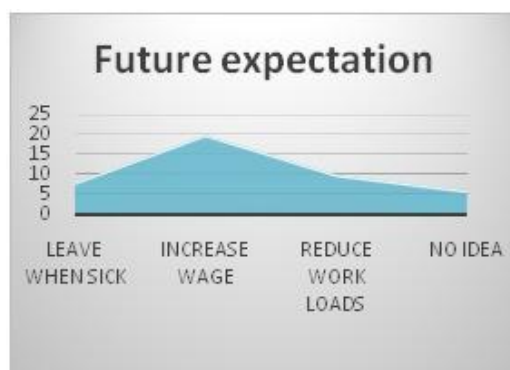 Future expectation
25
20
15
10
5
0
LEAVE WHEN SICK
INCREASE WAGE
REDUCE WORK LOADS
NO IDEA